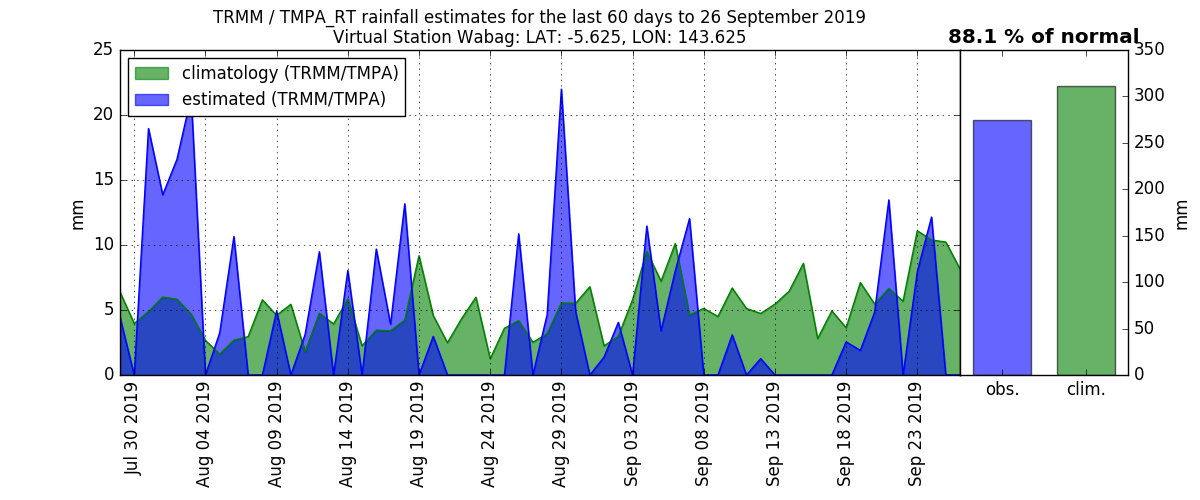 TRMM / TMPA_RT rainfall estimates for the last 60 days to 26 September 2019
Virtual Station Wabag: LAT: -5.625, LON: 143.625
88.1 % of normal
climatology (TRMM/TMPA)
estimated (TRMM/TMPA)
25
20
15
10
5
0
mm
350
300
250
200
150
100
50
0
mm
Jul 30 2019
Aug 04 2019
Aug 09 2019
Aug 14 2019
Aug 19 2019
Aug 24 2019
Aug 29 2019
Sep 03 2019
Sep 08 2019
Sep 13 2019
Sep 18 2019
Sep 23 2019
obs.
clim.